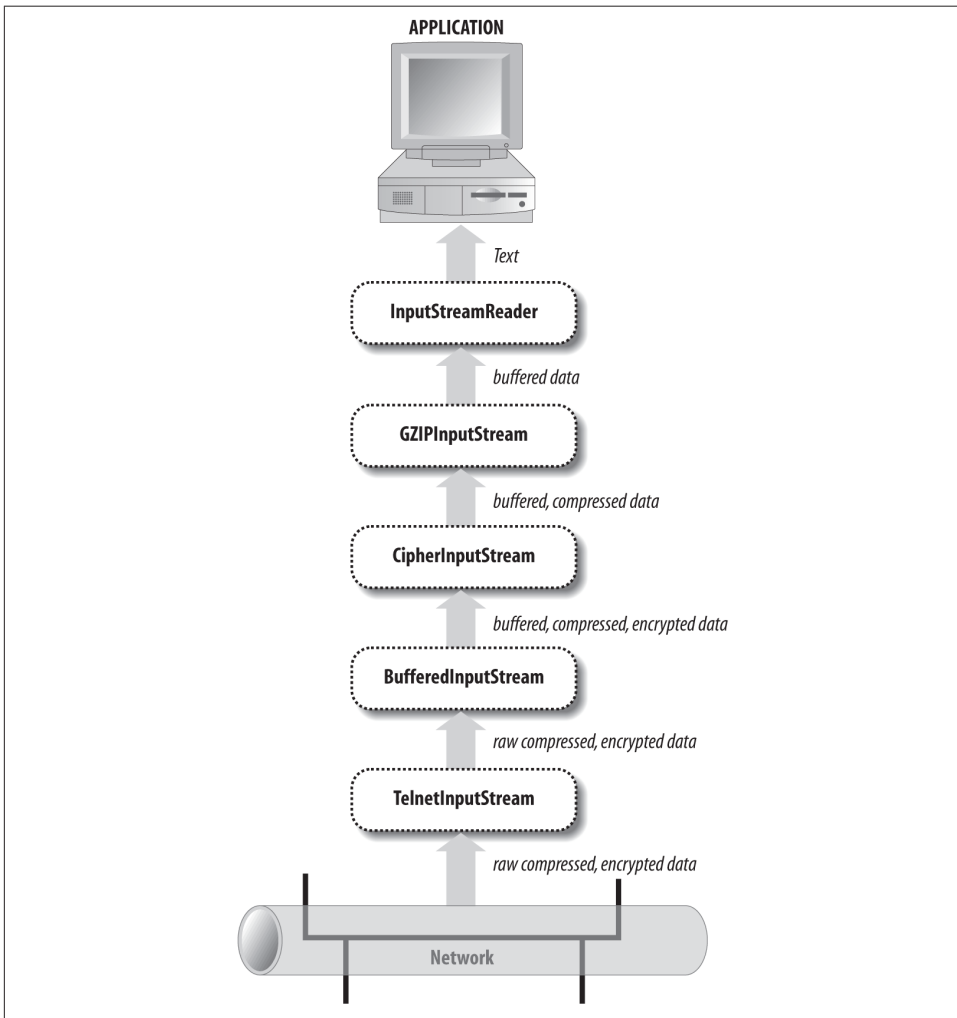 APPLICATION
Text
InputStreamReader
buffered data
GZIPInputStream
buffered, compressed data
CipherInputStream
buffered, compressed, encrypted data
BufferedInputStream
raw compressed, encrypted data
TelnetInputStream
raw compressed, encrypted data
Network